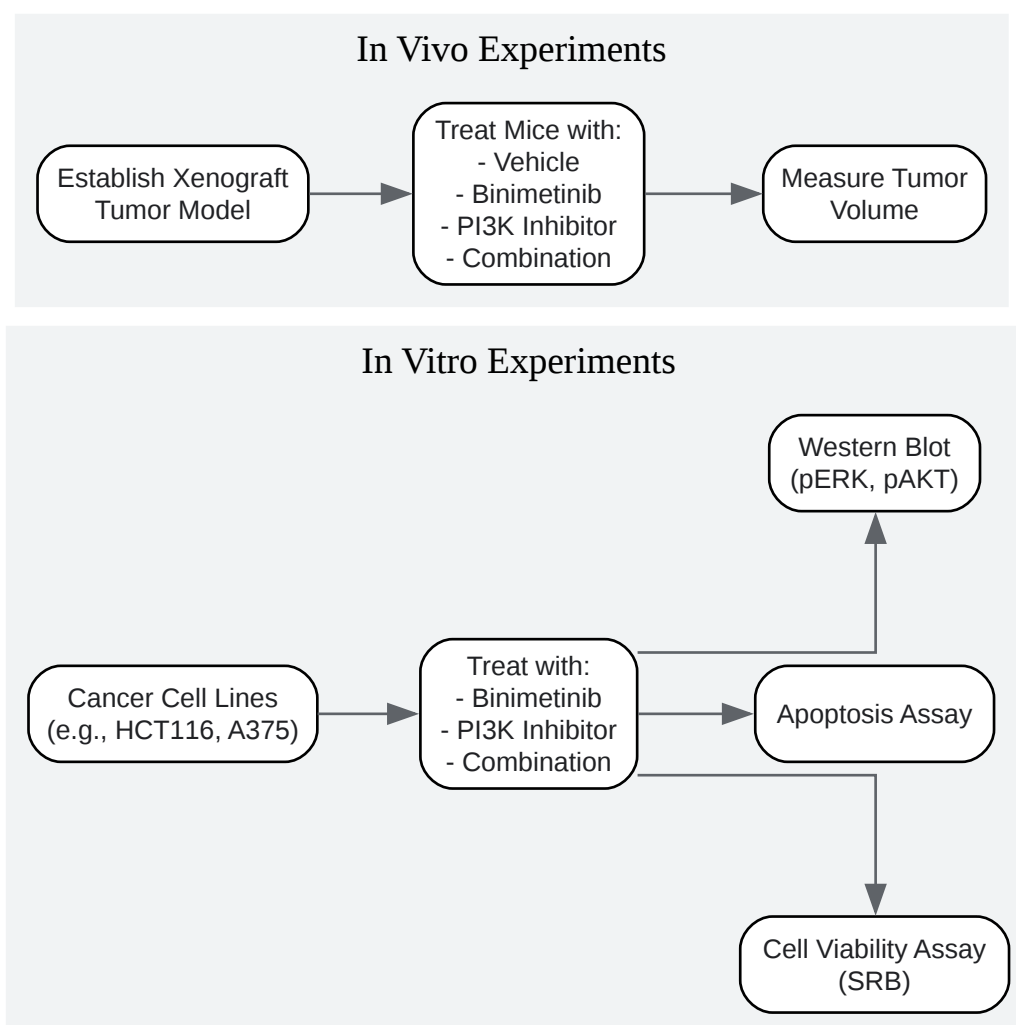 In Vivo Experiments
Establish Xenograft
Tumor Model
Treat Mice with:
- Vehicle
- Binimetinib
- PI3K Inhibitor
- Combination
Measure Tumor
Volume
In Vitro Experiments
Cancer Cell Lines
(e.g., HCT116, A375)
Treat with:
- Binimetinib
- PI3K Inhibitor
- Combination
Western Blot
(pERK, pAKT)
Apoptosis Assay
Cell Viability Assay
(SRB)